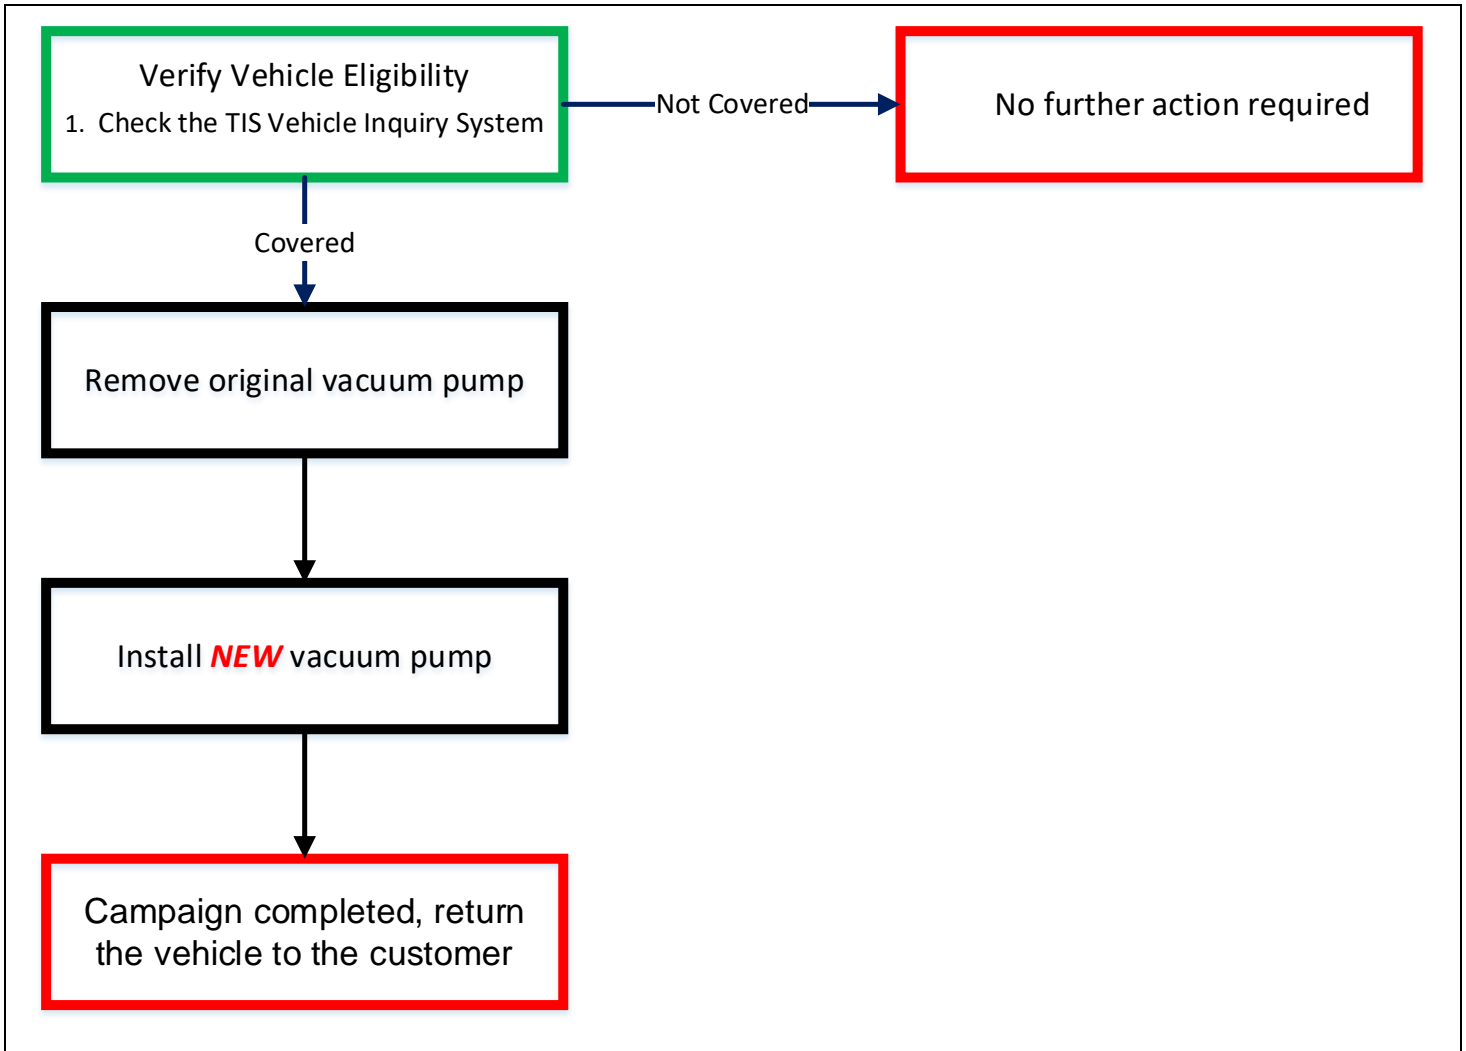 Verify Vehicle Eligibility
1. Check the TIS Vehicle Inquiry System
Not Covered
No further action required
Covered
Remove original vacuum pump
Install NEW vacuum pump
Campaign completed, return
the vehicle to the customer